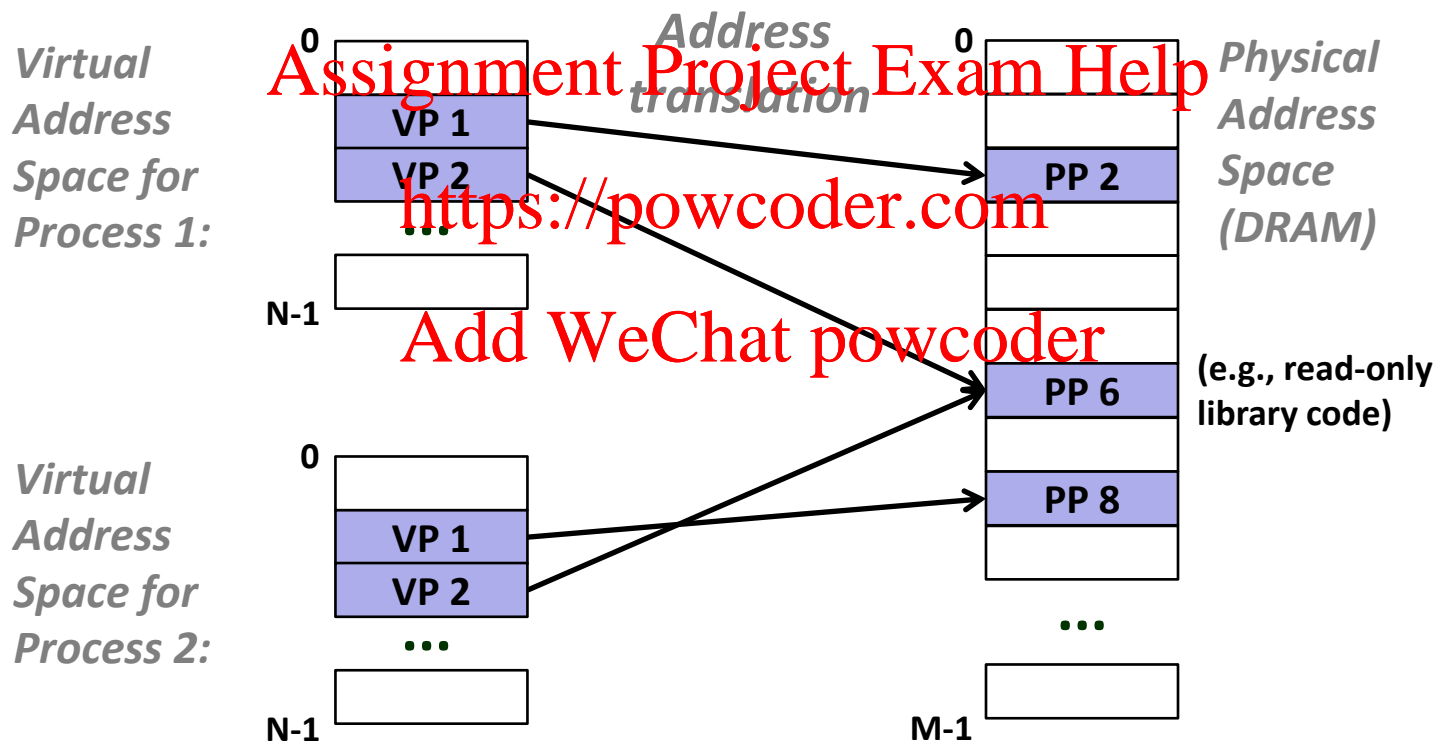 Address
translation
Assignment Project Exam Help
https://powcoder.com
Add WeChat powcoder
Virtual
Address
Space for
Process 1:
0
VP 1
VP 2
...
N-1
Virtual
Address
Space for
Process 2:
0
VP 1
VP 2
...
N-1
0
PP 2
PP 6
PP 8
...
M-1
Physical
Address
Space
(DRAM)
(e.g., read-only
library code)